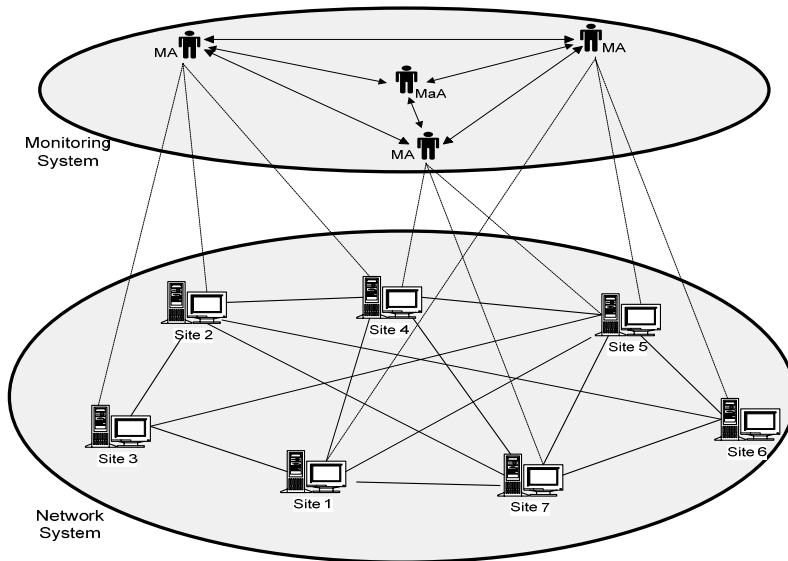 MA
MA
MaA
MA
Monitoring
System
Site 2
Site 4
Site 5
Site 3
Site 6
Site 1
Site 7
Network
System